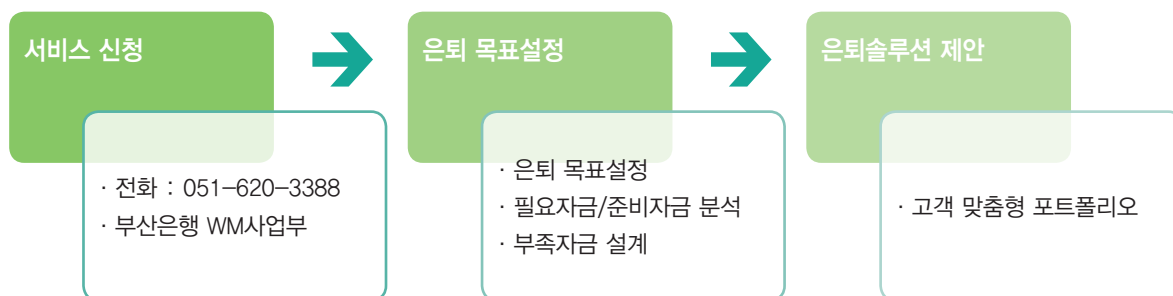 서비스 신청
· 전화 : 051-620-3388
· 부산은행 WM사업부
은퇴 목표설정
· 은퇴 목표설정
· 필요자금/준비자금 분석
· 부족자금 설계
은퇴솔루션 제안
· 고객 맞춤형 포트폴리오